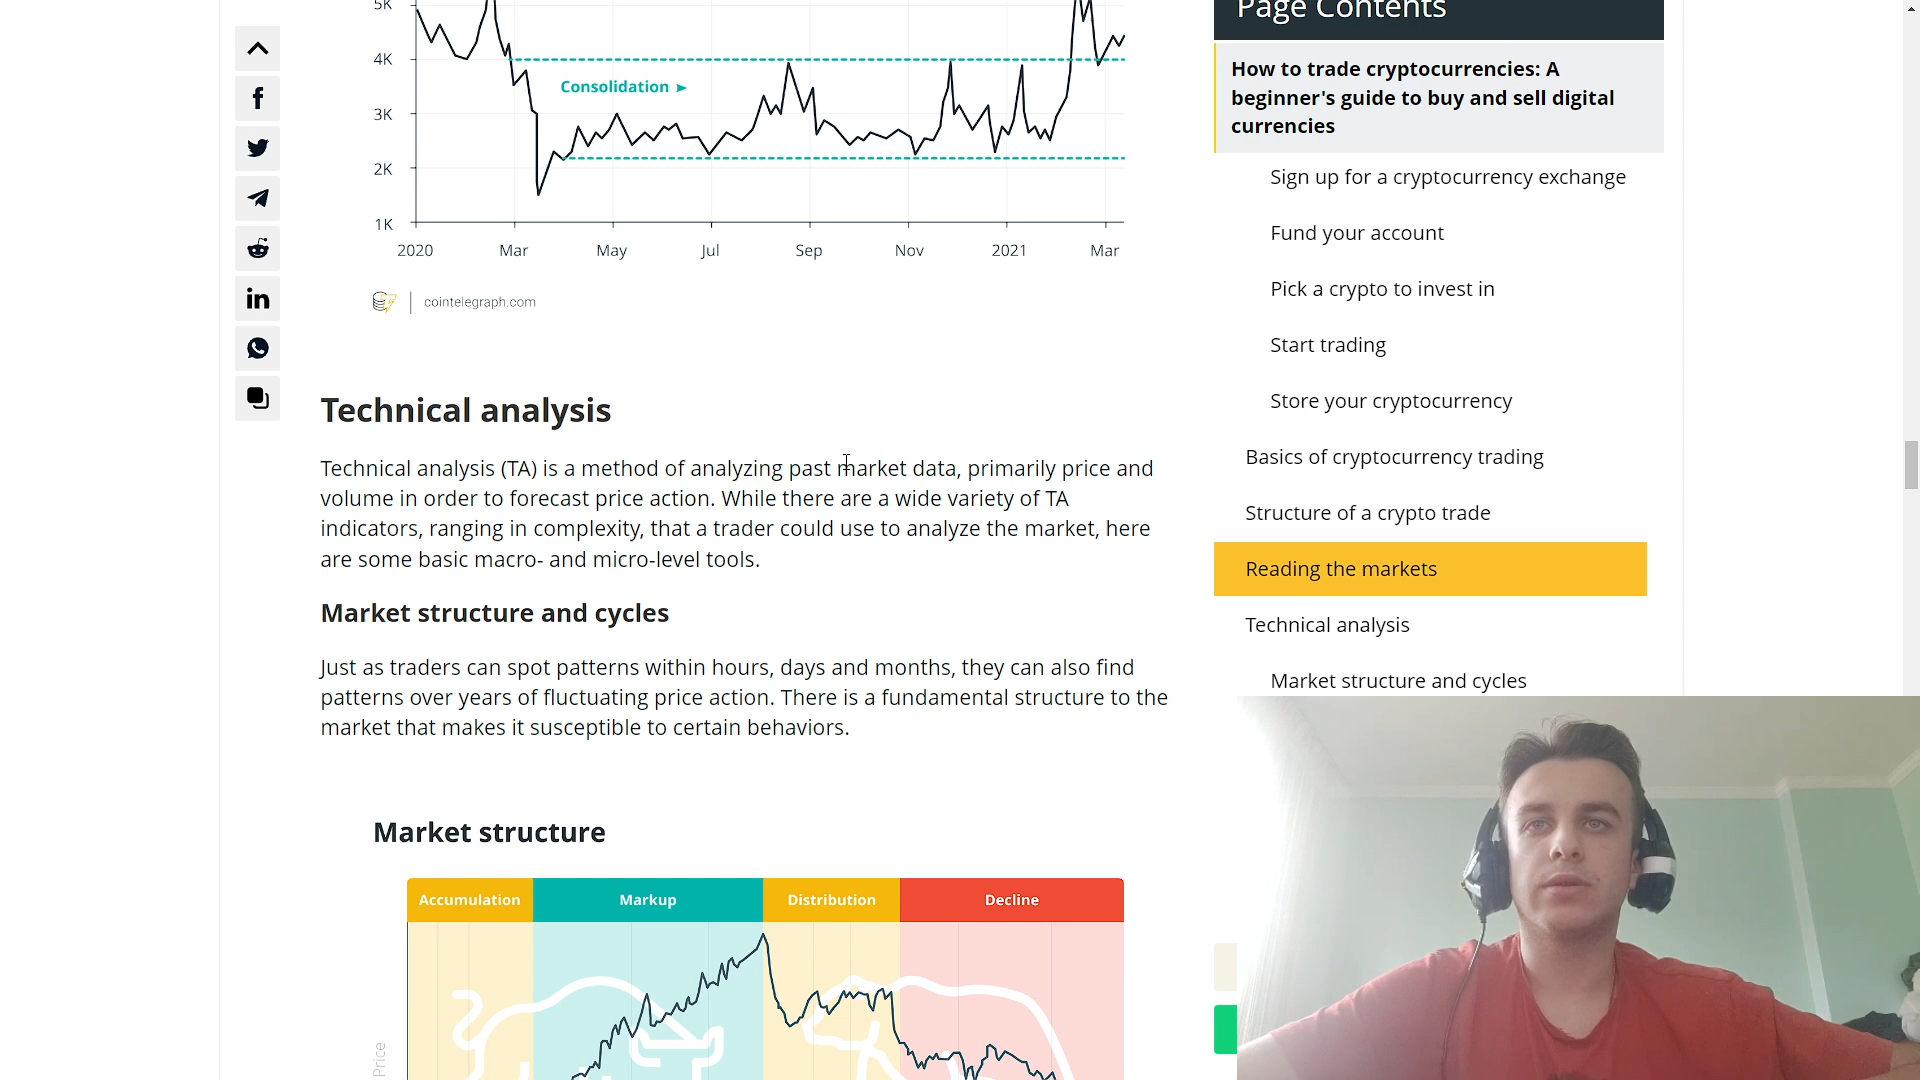 5K
4K
3K
2K
1K
Consolidation ►
2020 Mar May Jul Sep Nov 2021 Mar
cointelegraph.com
Technical analysis
Technical analysis (TA) is a method of analyzing past market data, primarily price and
volume in order to forecast price action. While there are a wide variety of TA
indicators, ranging in complexity, that a trader could use to analyze the market, here
are some basic macro- and micro-level tools.
Market structure and cycles
Just as traders can spot patterns within hours, days and months, they can also find
patterns over years of fluctuating price action. There is a fundamental structure to the
market that makes it susceptible to certain behaviors.
Market structure
Accumulation Markup Distribution Decline
Price
Page Contents
How to trade cryptocurrencies: A
beginner's guide to buy and sell digital
currencies
Sign up for a cryptocurrency exchange
Fund your account
Pick a crypto to invest in
Start trading
Store your cryptocurrency
Basics of cryptocurrency trading
Structure of a crypto trade
Reading the markets
Technical analysis
Market structure and cycles